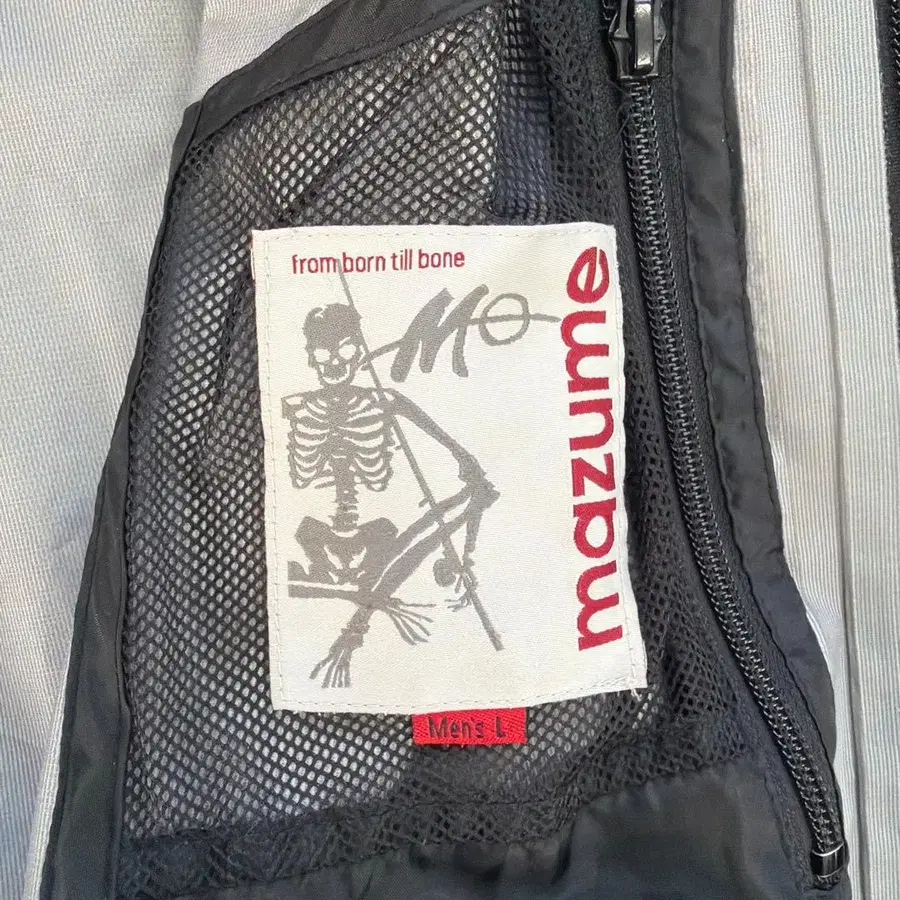 from born till bone
Mo
mazume
Men's L